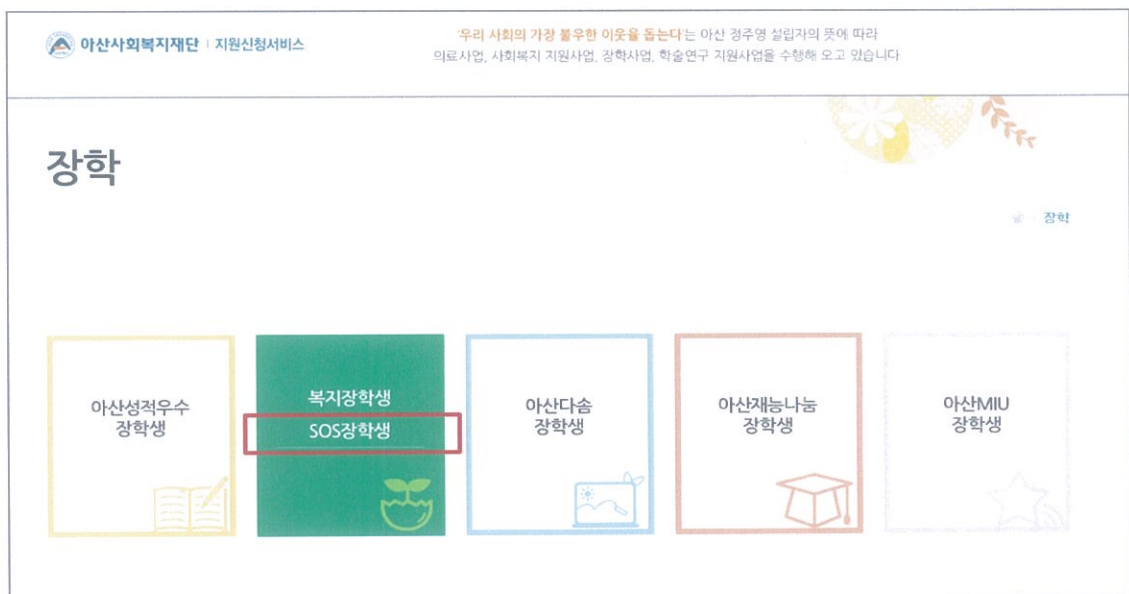 아산사회복지재단 | 지원신청서비스
'우리 사회의 가장 불우한 이웃을 돕는다'는 아산 정주영 설립자의 뜻에 따라
의료사업, 사회복지 지원사업, 장학사업, 학술연구 지원사업을 수행해 오고 있습니다
장학
장학
아산성적우수
장학생
복지장학생
SOS장학생
아산다솜
장학생
아산재능나눔
장학생
아산MIU
장학생